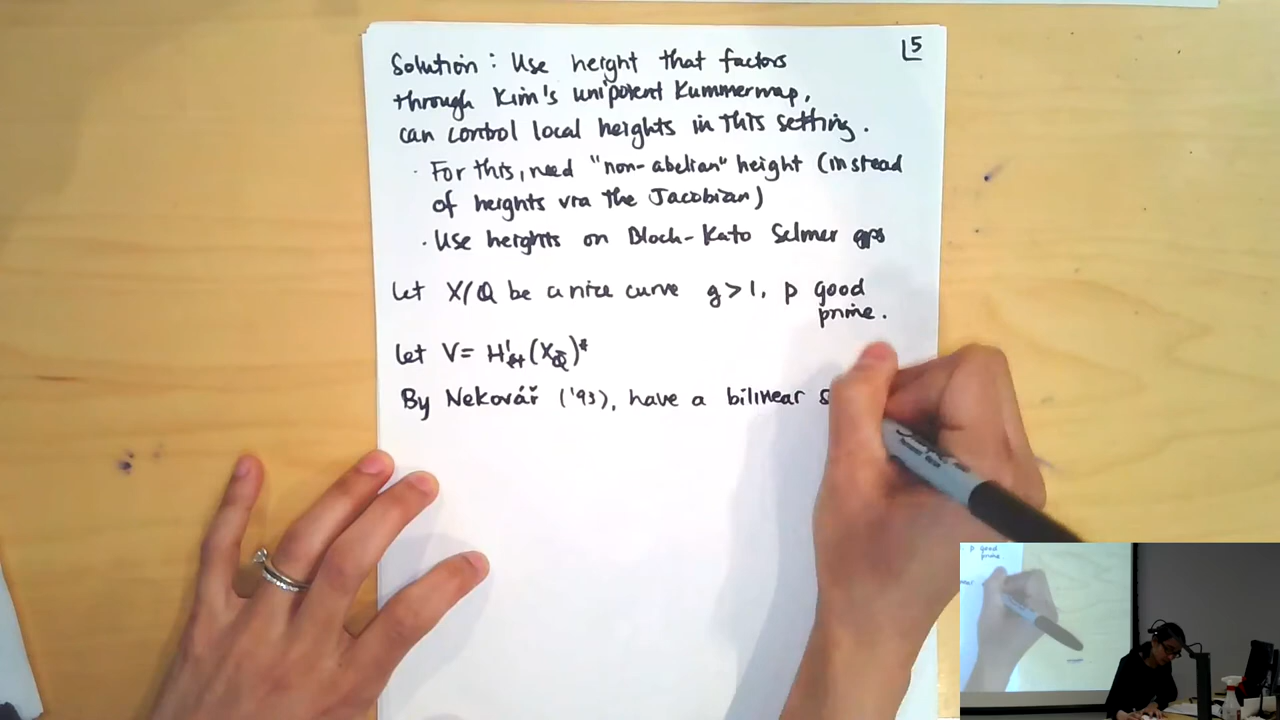 L5
Solution: Use height that factors
through Kim's unipotent Kummer map,
can control local heights in this setting.
· For this, need "non-abelian" height (instead
of heights via the Jacobian)
· Use heights on Bloch-Kato Selmer gps
Let X/Q be a nice curve g>1, p good
prime.
Let V = H¹ét(X_Q̄)*
By Nekovář ('93), have a bilinear s